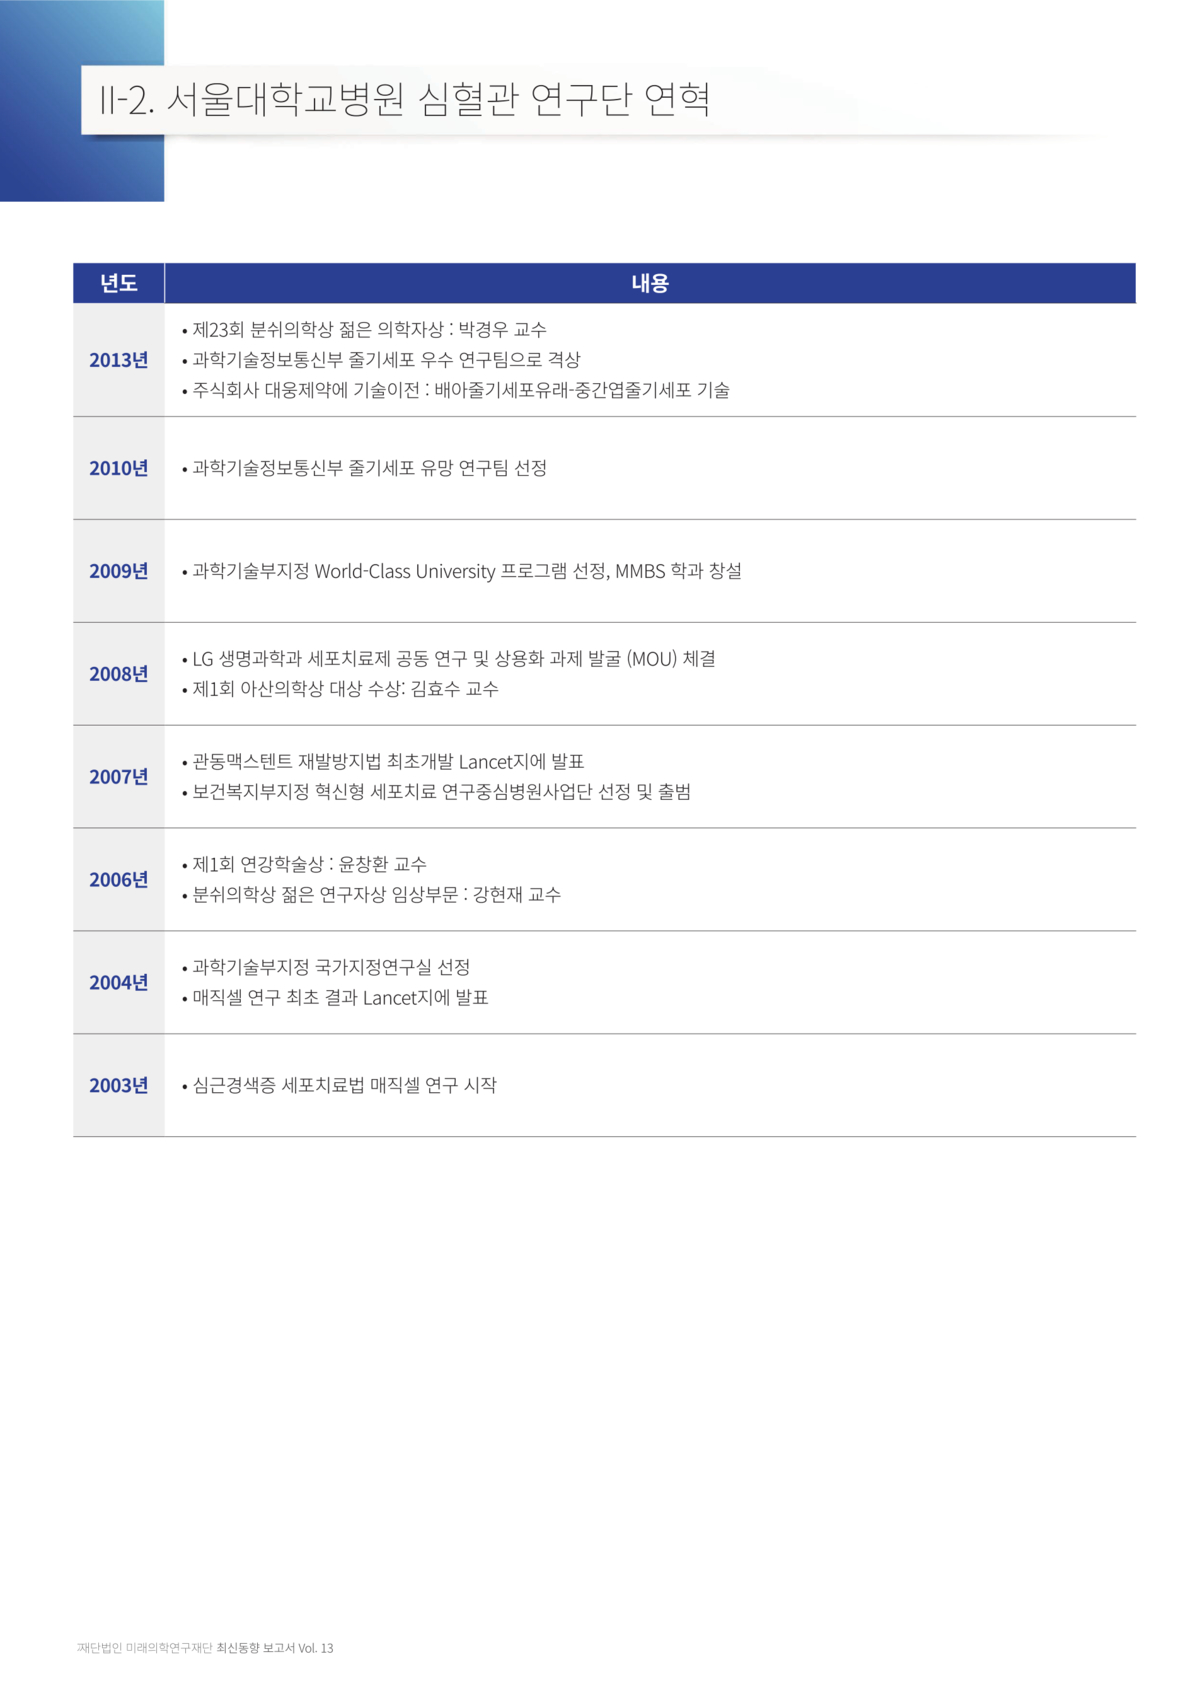 II-2. 서울대학교병원 심혈관 연구단 연혁
년도 내용
2013년
• 제23회 분쉬의학상 젊은 의학자상 : 박경우 교수
• 과학기술정보통신부 줄기세포 우수 연구팀으로 격상
• 주식회사 대웅제약에 기술이전 : 배아줄기세포유래-중간엽줄기세포 기술
2010년
• 과학기술정보통신부 줄기세포 유망 연구팀 선정
2009년
• 과학기술부지정 World-Class University 프로그램 선정, MMBS 학과 창설
2008년
• LG 생명과학과 세포치료제 공동 연구 및 상용화 과제 발굴 (MOU) 체결
• 제1회 아산의학상 대상 수상: 김효수 교수
2007년
• 관동맥스텐트 재발방지법 최초개발 Lancet지에 발표
• 보건복지부지정 혁신형 세포치료 연구중심병원사업단 선정 및 출범
2006년
• 제1회 연강학술상 : 윤창환 교수
• 분쉬의학상 젊은 연구자상 임상부문 : 강현재 교수
2004년
• 과학기술부지정 국가지정연구실 선정
• 매직셀 연구 최초 결과 Lancet지에 발표
2003년
• 심근경색증 세포치료법 매직셀 연구 시작
재단법인 미래의학연구재단 최신동향 보고서 Vol. 13